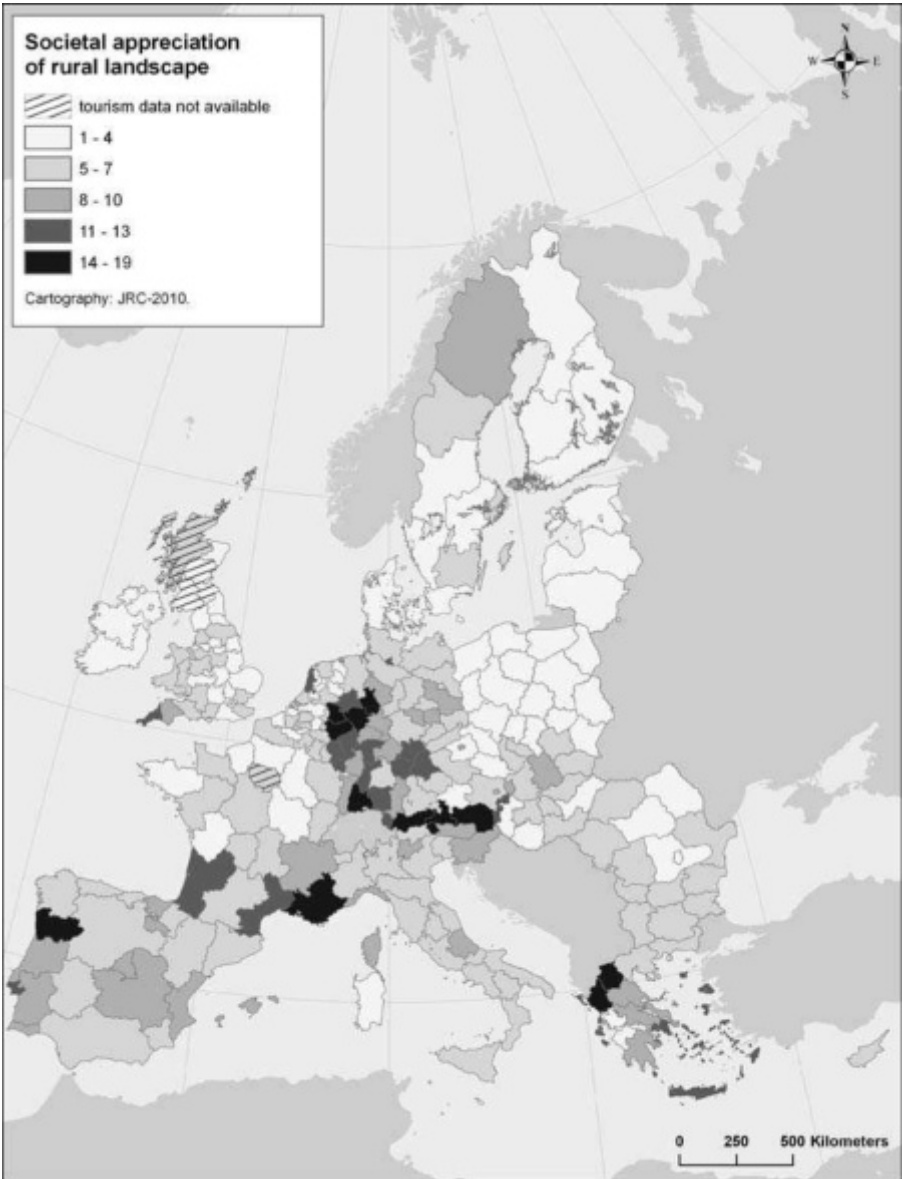 Societal appreciation
of rural landscape
tourism data not available
1 - 4
5 - 7
8 - 10
11 - 13
14 - 19
Cartography: JRC-2010.
N
W E
S
0 250 500 Kilometers